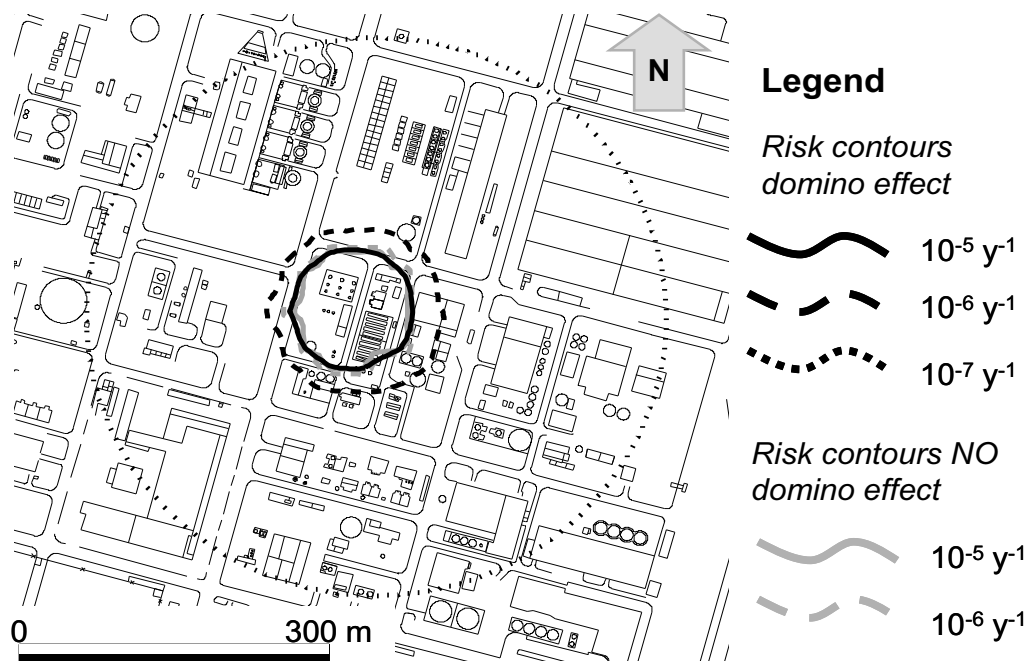 N
Legend
Risk contours
domino effect
10⁻⁵ y⁻¹
10⁻⁶ y⁻¹
10⁻⁷ y⁻¹
Risk contours NO
domino effect
10⁻⁵ y⁻¹
10⁻⁶ y⁻¹
0 300 m